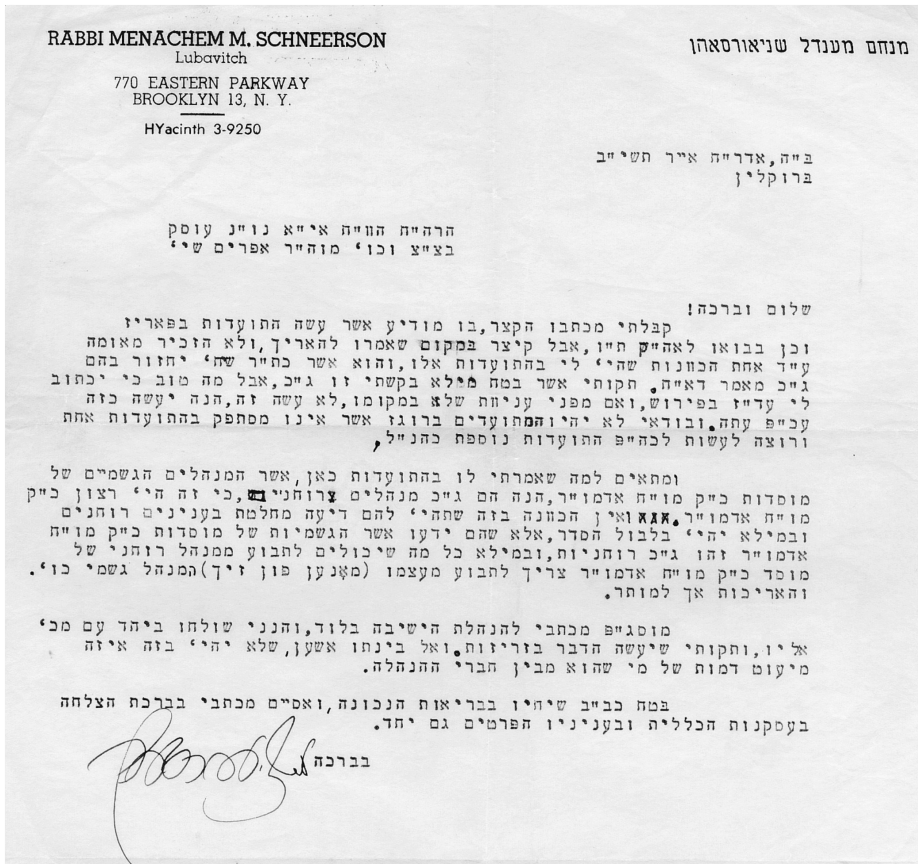 RABBI MENACHEM M. SCHNEERSON
Lubavitch
770 EASTERN PARKWAY
BROOKLYN 13, N. Y.
HYacinth 3-9250
מנחם מענדל שניאורסאהן
ב"ה, אדר"ח אייר תשי"ב
ברוקלין
הרה"ח הוו"ח אי"א נו"נ עוסק
בצ"צ וכו' מוה"ר אפרים שי'
שלום וברכה!
קבלתי מכתבו הקצר, בו מודיע אשר עשה התועדות בפאריז
וכן בבואו לאה"ק ת"ו, אבל קיצר במקום שאמרו להאריך, ולא הזכיר מאומה
ע"ד אחת הכוונות שהי' לי בהתועדות אלו, והוא אשר כת"ר שי' יחזור בהם
ג"כ מאמר דא"ח. תקותי אשר בטח מילא בקשתי זו ג"כ, אבל מה טוב כי יכתוב
לי עד"ז בפירוש, ואם מפני ענוות שלא במקומו, לא עשה זה, הנה יעשה כזה
עכ"פ עתה. ובודאי לא יהיו המתועדים ברוגז אשר אינו מסתפק בהתועדות אחת
ורוצה לעשות לכה"פ התועדות נוספת כהנ"ל,
ומתאים למה שאמרתי לו בהתועדות כאן, אשר המנהלים הגשמיים של
מוסדות כ"ק מו"ח אדמו"ר, הנה הם ג"כ מנהלים רוחניים, כי זה הי' רצון כ"ק
מו"ח אדמו"ר. ואין הכוונה בזה שתהי' להם דיעה מחלטת בענינים רוחנים
ובמילא יהי' בלבול הסדר, אלא שהם ידעו אשר הגשמיות של מוסדות כ"ק מו"ח
אדמו"ר זהו ג"כ רוחניות, ובמילא כל מה שיכולים לתבוע ממנהל רוחני של
מוסד כ"ק מו"ח אדמו"ר צריך לתבוע מעצמו (מאָנען פון זיך) המנהל גשמי כו'.
והאריכות אך למותר.
מוסג"פ מכתבי להנהלת הישיבה בלוד, והנני שולחו ביחד עם מכ'
אליו, ותקותי שיעשה הדבר בזריזות. ואל בינתו אשען, שלא יהי' בזה איזה
מיעוט דמות של מי שהוא מבין חברי ההנהלה.
בטח כב"ב שיחיו בבריאות הנכונה, ואסיים מכתבי בברכת הצלחה
בעסקנות הכללית ובעניניו הפרטים גם יחד.
בברכה